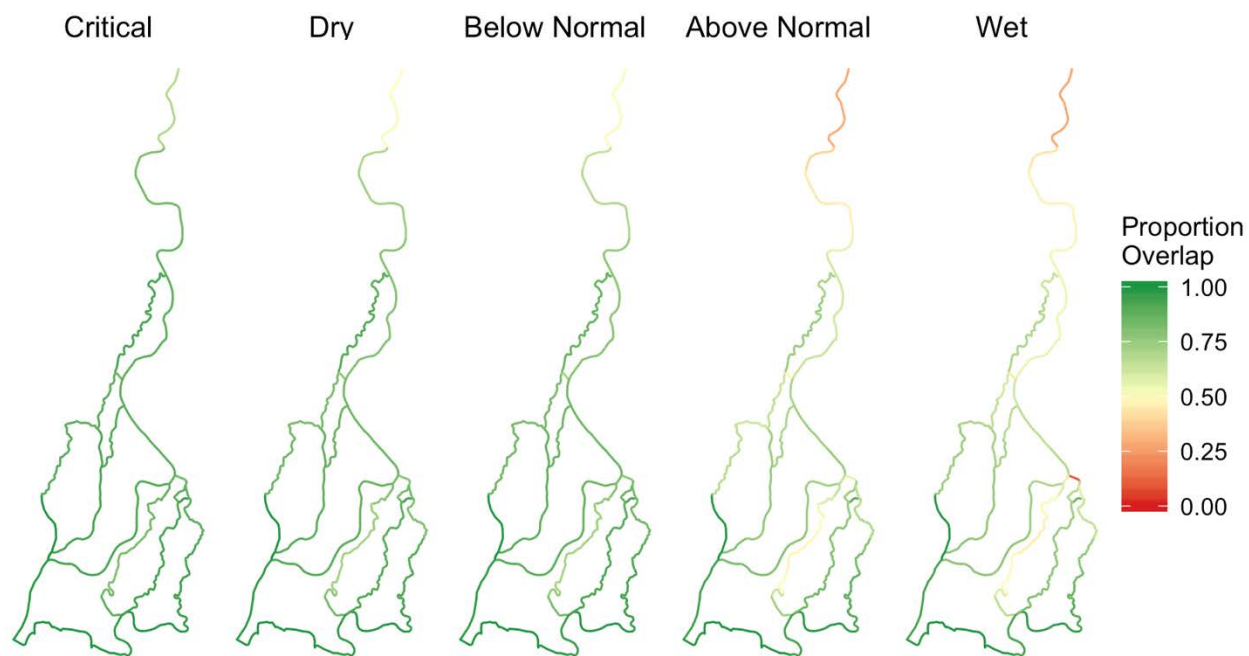 Critical
Dry
Below Normal
Above Normal
Wet
Proportion
Overlap
1.00
0.75
0.50
0.25
0.00